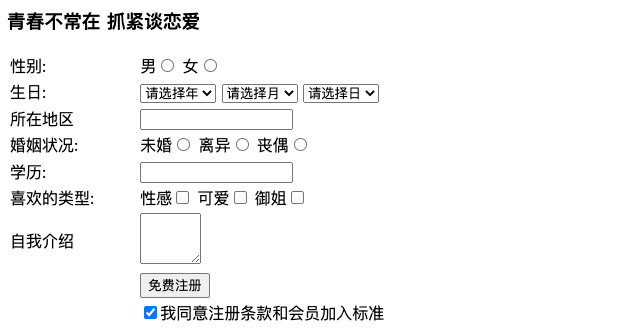 青春不常在 抓紧谈恋爱
性别: 男 女
生日: 请选择年 请选择月 请选择日
所在地区
婚姻状况: 未婚 离异 丧偶
学历:
喜欢的类型: 性感 可爱 御姐
自我介绍
免费注册
我同意注册条款和会员加入标准